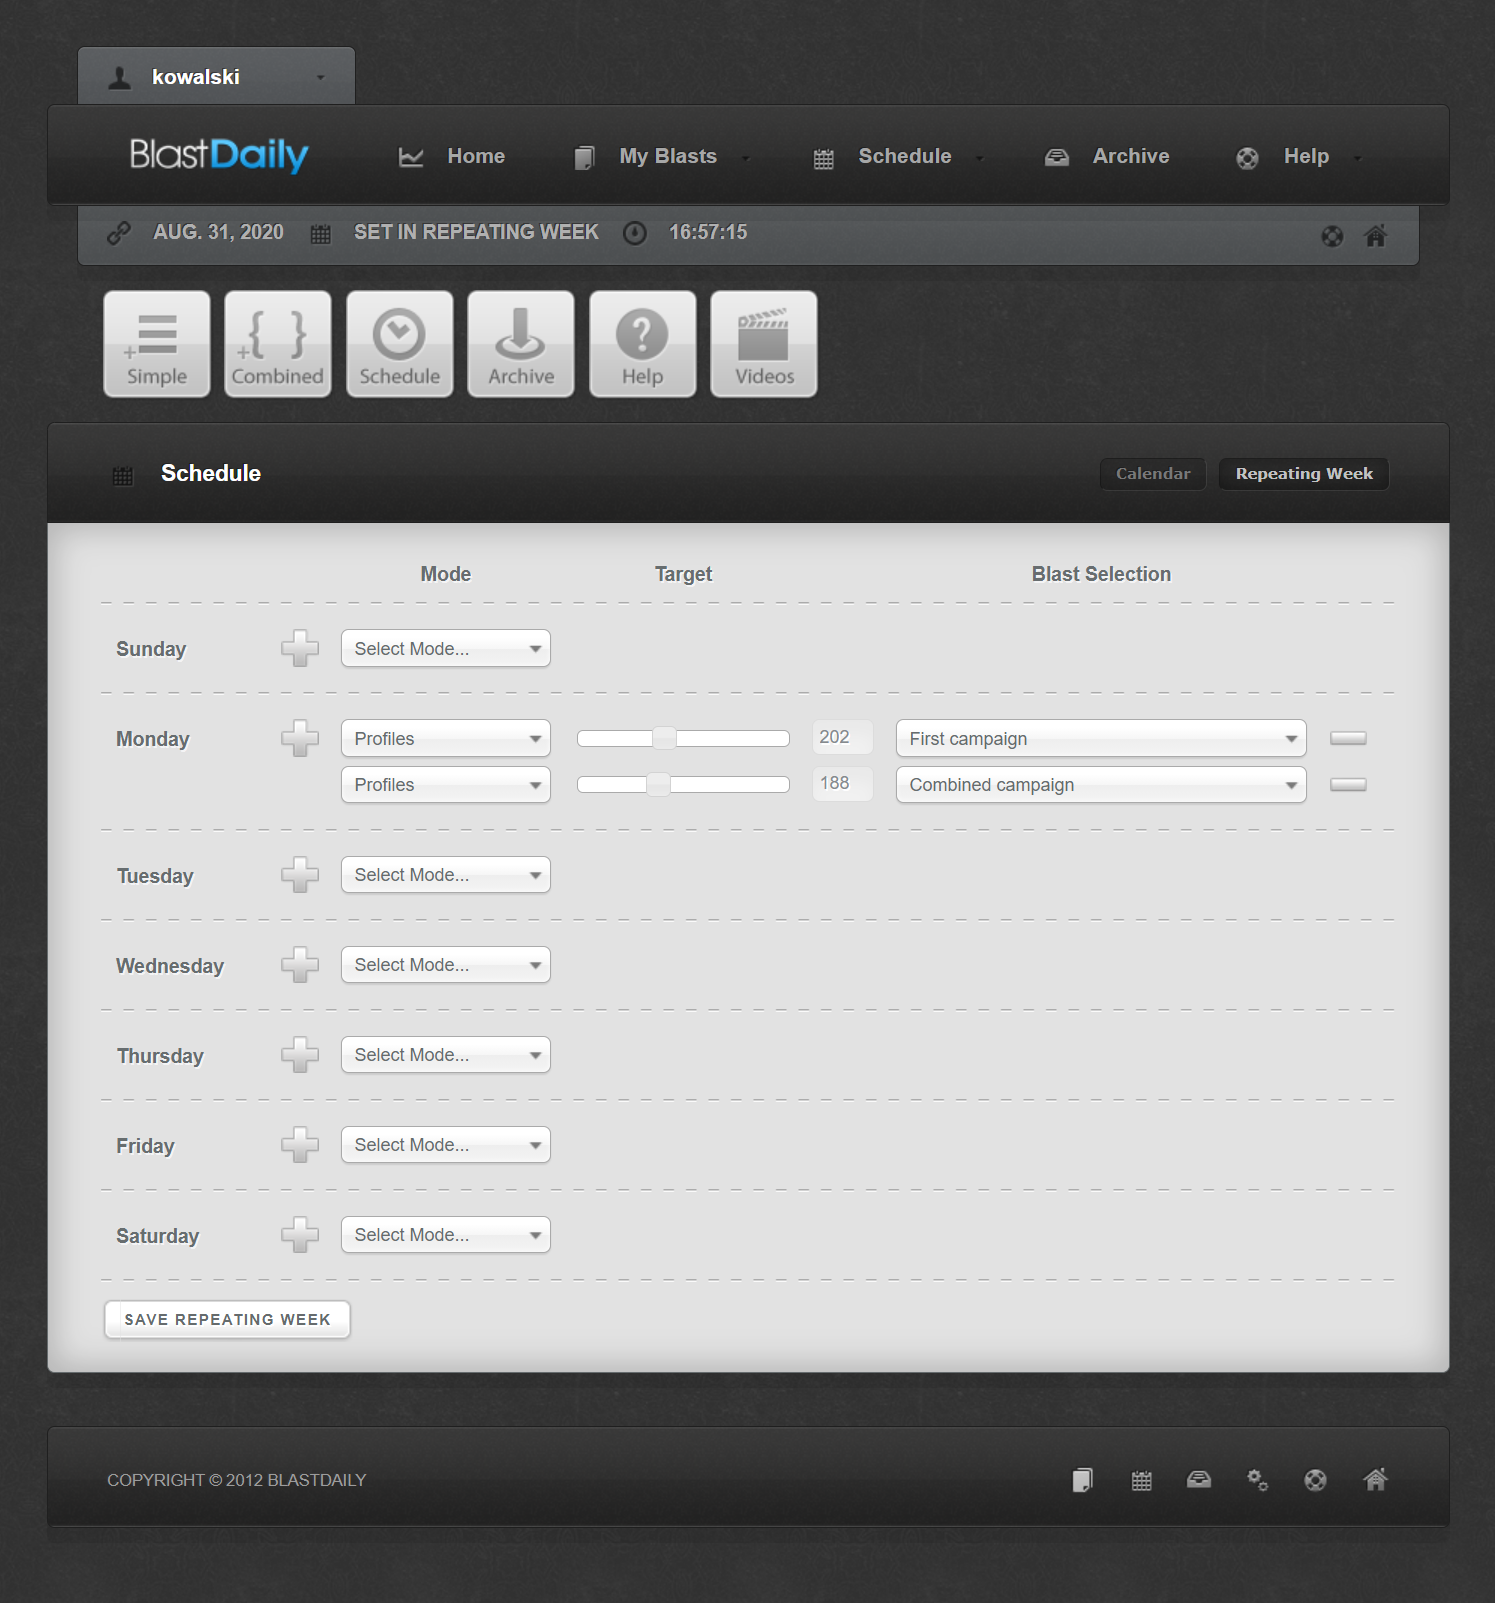 kowalski
BlastDaily Home My Blasts Schedule Archive Help
AUG. 31, 2020 SET IN REPEATING WEEK 16:57:15
Simple Combined Schedule Archive Help Videos
Schedule Calendar Repeating Week
Mode Target Blast Selection
Sunday Select Mode...
Monday Profiles 202 First campaign
Profiles 188 Combined campaign
Tuesday Select Mode...
Wednesday Select Mode...
Thursday Select Mode...
Friday Select Mode...
Saturday Select Mode...
SAVE REPEATING WEEK
COPYRIGHT © 2012 BLASTDAILY